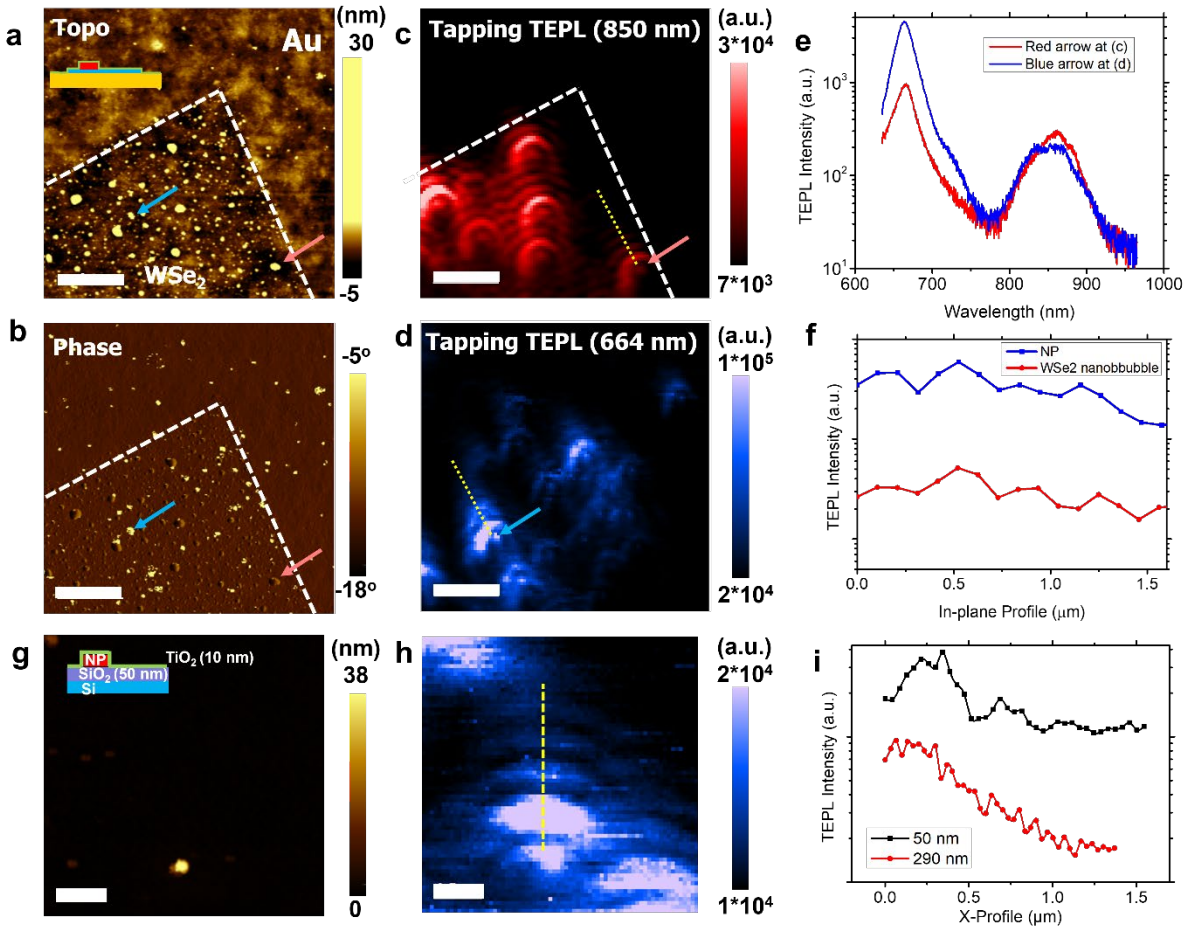 a
Topo
Au
WSe2
(nm)
30
-5
b
Phase
-5o
-18o
c
Tapping TEPL (850 nm)
(a.u.)
3*10^4
7*10^3
d
Tapping TEPL (664 nm)
(a.u.)
1*10^5
2*10^4
e
Red arrow at (c)
Blue arrow at (d)
TEPL Intensity (a.u.)
10^3
10^2
10^1
600 700 800 900 1000
Wavelength (nm)
f
NP
WSe2 nanobbubble
TEPL Intensity (a.u.)
0.0 0.5 1.0 1.5
In-plane Profile (μm)
g
NP
TiO2 (10 nm)
SiO2 (50 nm)
Si
(nm)
38
0
h
(a.u.)
2*10^4
1*10^4
i
TEPL Intensity (a.u.)
50 nm
290 nm
0.0 0.5 1.0 1.5
X-Profile (μm)